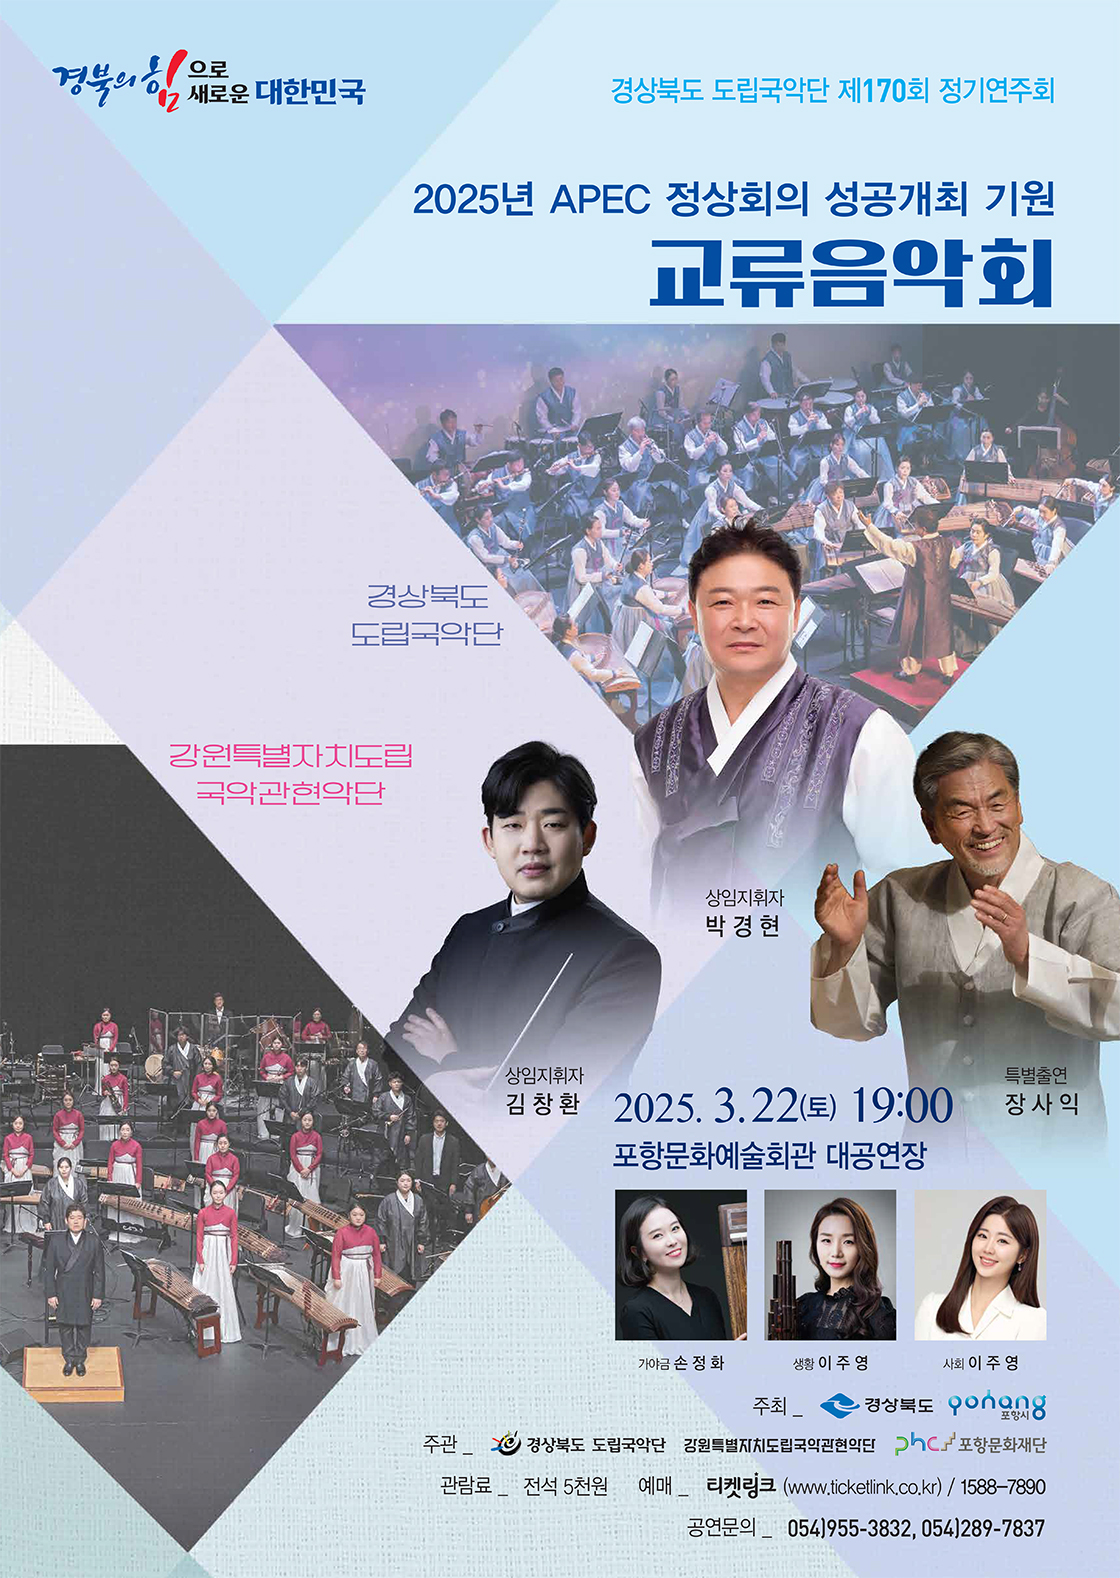 경북의 힘으로
새로운 대한민국
경상북도 도립국악단 제170회 정기연주회
2025년 APEC 정상회의 성공개최 기원
교류음악회
경상북도
도립국악단
강원특별자치도립
국악관현악단
상임지휘자
박경현
상임지휘자
김창환
특별출연
장사익
2025. 3.22(토) 19:00
포항문화예술회관 대공연장
가야금 손정화
생황 이주영
사회 이주영
주최 _ 경상북도 pohang 포항시
주관 _ 경상북도 도립국악단 강원특별자치도립국악관현악단 phcf 포항문화재단
관람료 _ 전석 5천원 예매 _ 티켓링크 (www.ticketlink.co.kr) / 1588-7890
공연문의 _ 054)955-3832, 054)289-7837